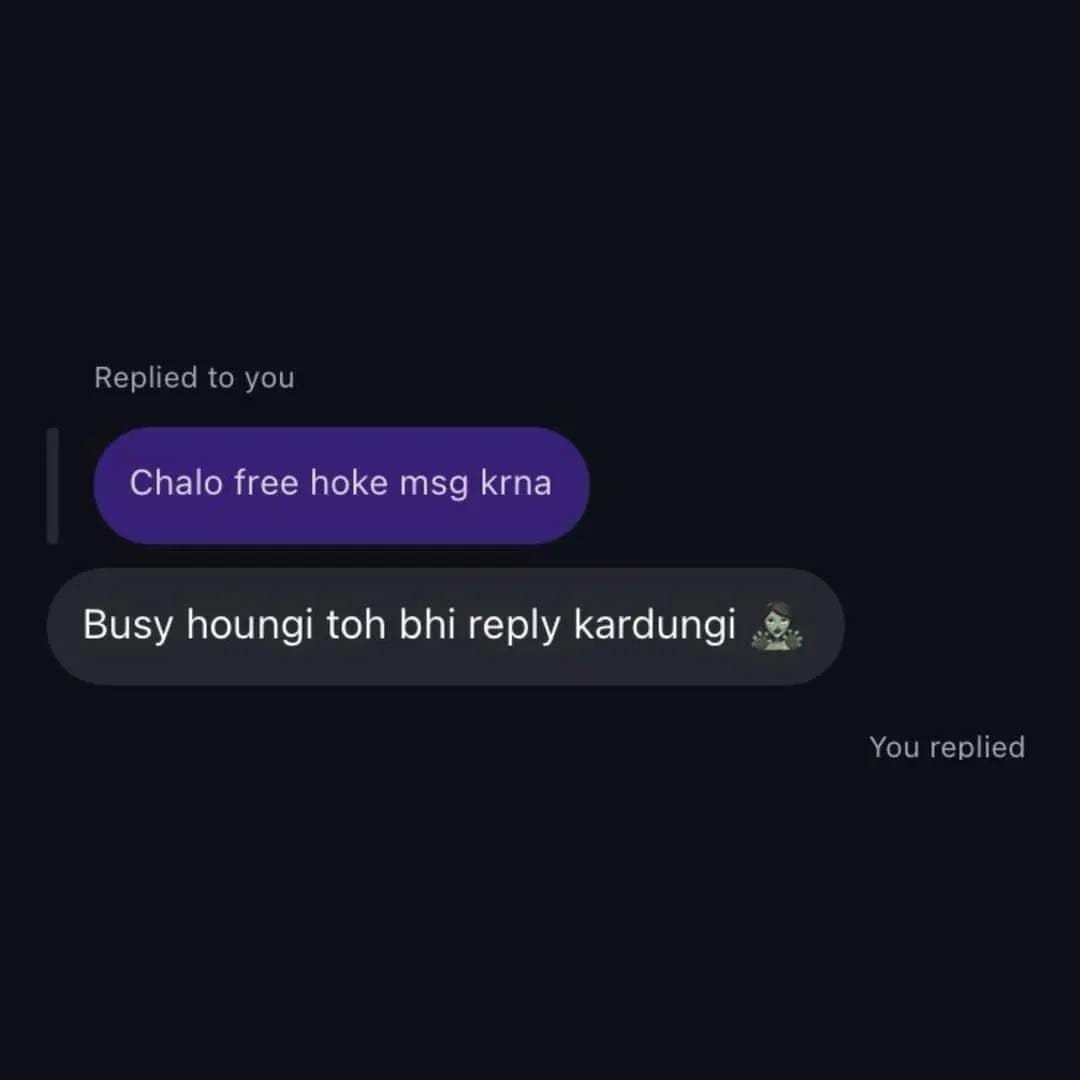 Replied to you
Chalo free hoke msg krna
Busy houngi toh bhi reply kardungi 🧟‍♀️
You replied